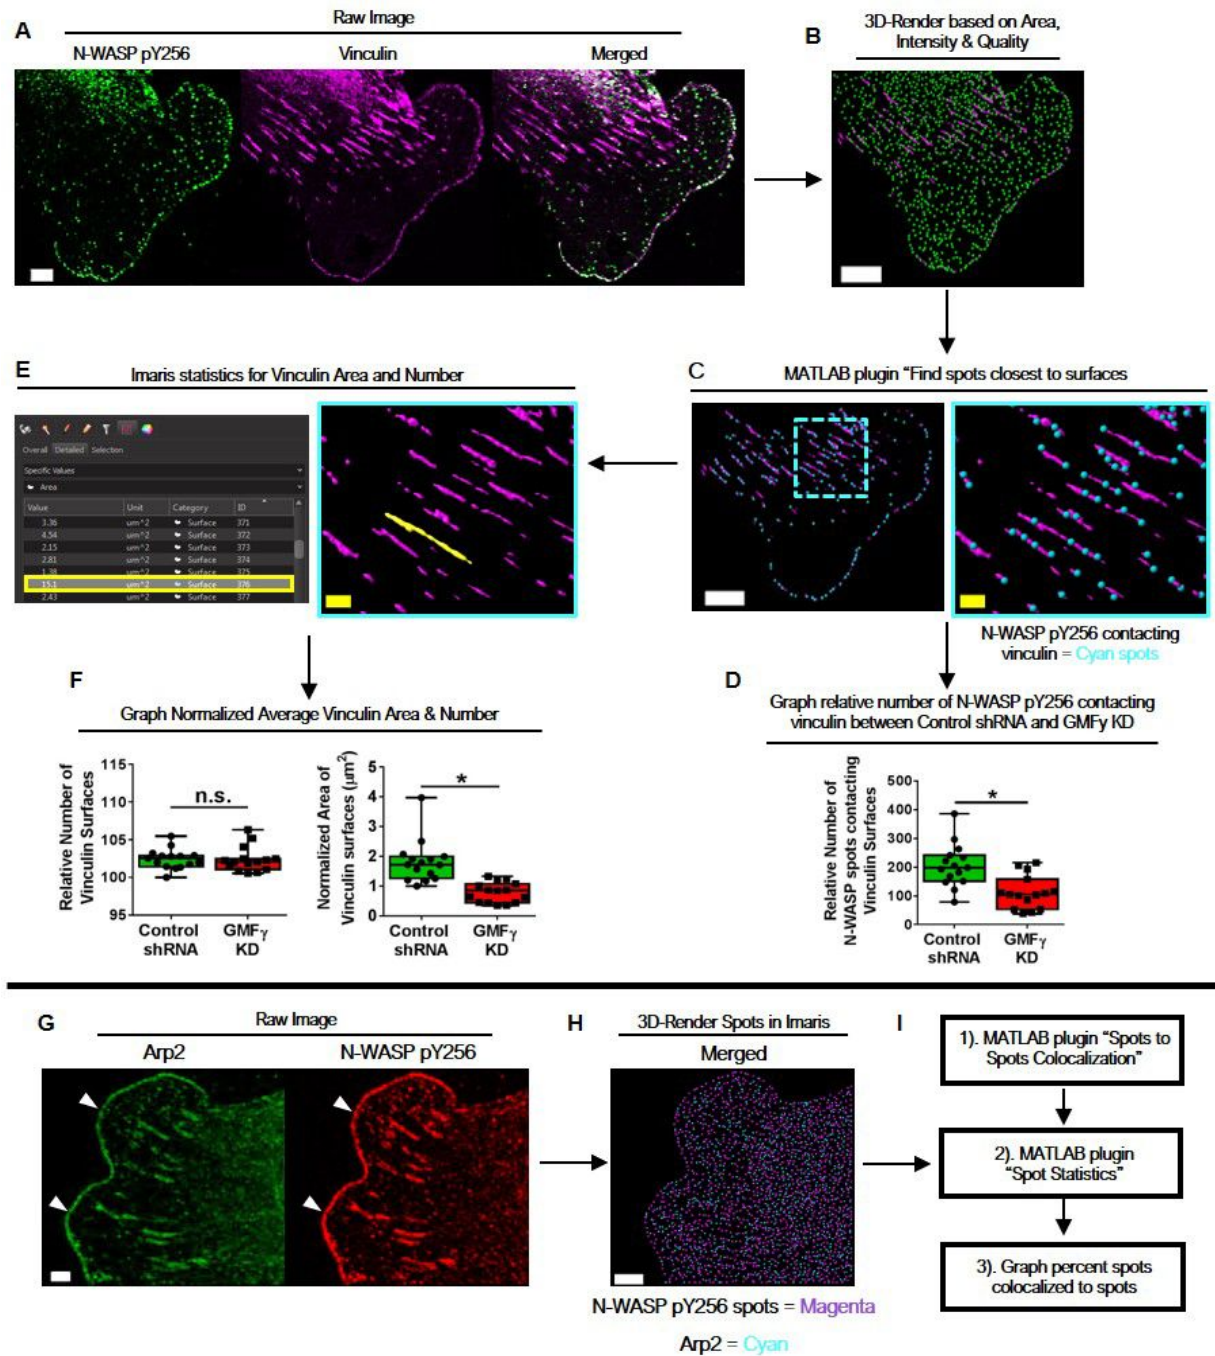 A
Raw Image
N-WASP pY256
Vinculin
Merged
B
3D-Render based on Area,
Intensity & Quality
C
MATLAB plugin “Find spots closest to surfaces
N-WASP pY256 contacting
vinculin = Cyan spots
E
Imaris statistics for Vinculin Area and Number
Overall Detailed Selection
Specific Values
Area
Value Unit Category ID
3.36 um^2 Surface 371
4.54 um^2 Surface 372
2.15 um^2 Surface 373
2.81 um^2 Surface 374
1.38 um^2 Surface 375
15.1 um^2 Surface 376
2.43 um^2 Surface 377
F
Graph Normalized Average Vinculin Area & Number
Relative Number of
Vinculin Surfaces
115
110
105
100
95
n.s.
Control
shRNA
GMFγ
KD
Normalized Area of
Vinculin surfaces (µm²)
5
4
3
2
1
0
*
Control
shRNA
GMFγ
KD
D
Graph relative number of N-WASP pY256 contacting
vinculin between Control shRNA and GMFy KD
Relative Number of
N-WASP spots contacting
Vinculin Surfaces
500
400
300
200
100
0
*
Control
shRNA
GMFγ
KD
G
Raw Image
Arp2
N-WASP pY256
H
3D-Render Spots in Imaris
Merged
N-WASP pY256 spots = Magenta
Arp2 = Cyan
I
1). MATLAB plugin “Spots to
Spots Colocalization”
2). MATLAB plugin
“Spot Statistics”
3). Graph percent spots
colocalized to spots